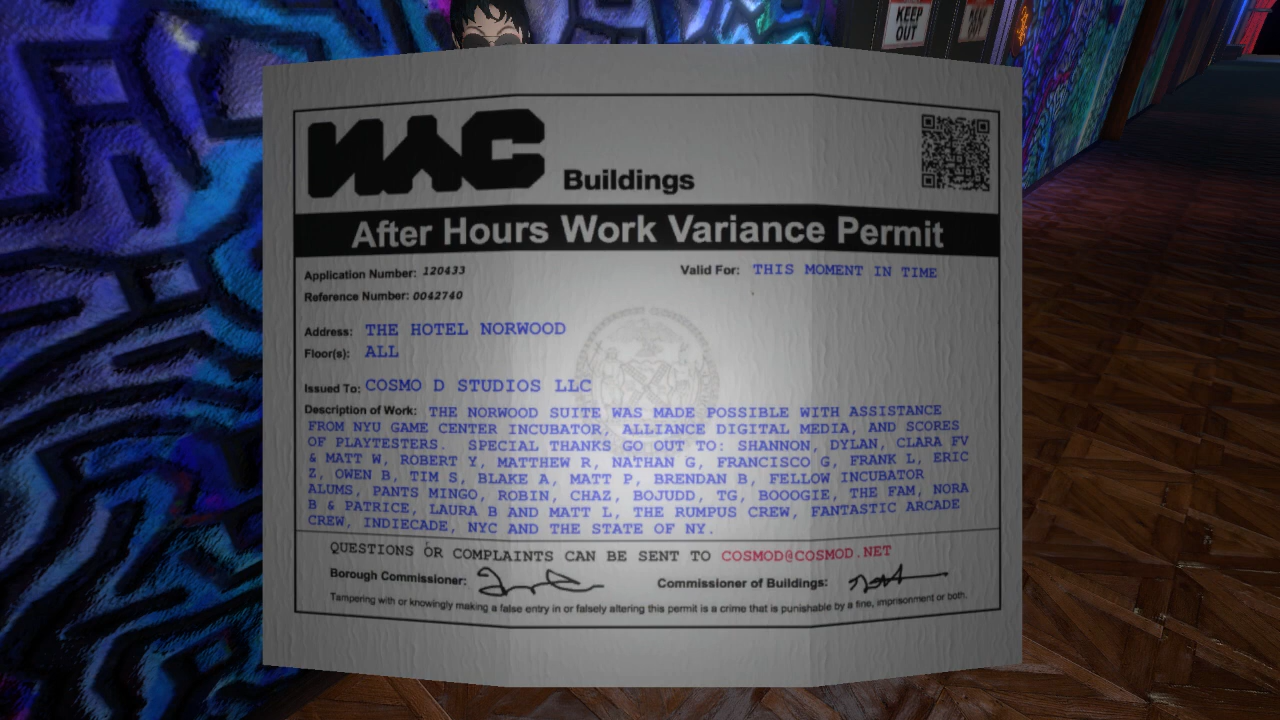 KEEP
OUT
NYC Buildings
After Hours Work Variance Permit
Application Number: 120433
Valid For: THIS MOMENT IN TIME
Reference Number: 0042740
Address: THE HOTEL NORWOOD
Floor(s): ALL
Issued To: COSMO D STUDIOS LLC
Description of Work: THE NORWOOD SUITE WAS MADE POSSIBLE WITH ASSISTANCE
FROM NYU GAME CENTER INCUBATOR, ALLIANCE DIGITAL MEDIA, AND SCORES
OF PLAYTESTERS. SPECIAL THANKS GO OUT TO: SHANNON, DYLAN, CLARA FV
& MATT W, ROBERT Y, MATTHEW R, NATHAN G, FRANCISCO G, FRANK L, ERIC
Z, OWEN B, TIM S, BLAKE A, MATT P, BRENDAN B, FELLOW INCUBATOR
ALUMS, PANTS MINGO, ROBIN, CHAZ, BOJUDD, TG, BOOOGIE, THE FAM, NORA
B & PATRICE, LAURA B AND MATT L, THE RUMPUS CREW, FANTASTIC ARCADE
CREW, INDIECADE, NYC AND THE STATE OF NY.
QUESTIONS OR COMPLAINTS CAN BE SENT TO COSMOD@COSMOD.NET
Borough Commissioner:
Commissioner of Buildings:
Tampering with or knowingly making a false entry in or falsely altering this permit is a crime that is punishable by a fine, imprisonment or both.